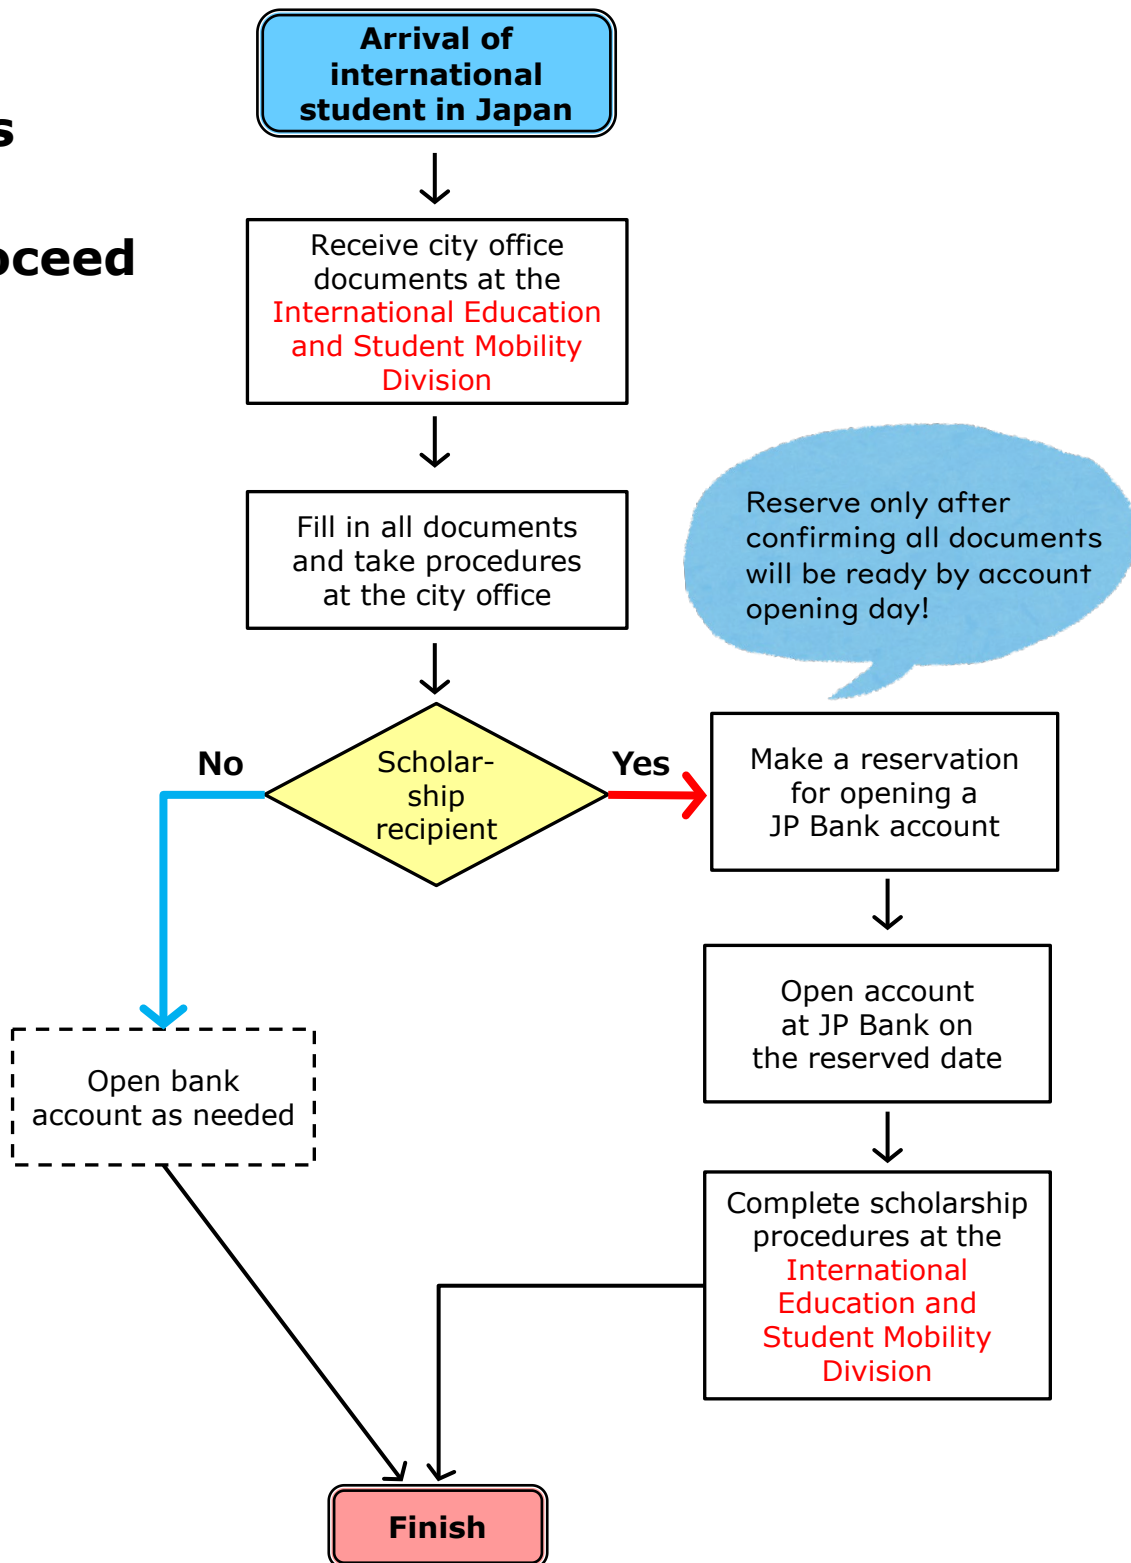 Arrival of
international
student in Japan
s
oceed
Receive city office
documents at the
International Education
and Student Mobility
Division
Fill in all documents
and take procedures
at the city office
Reserve only after
confirming all documents
will be ready by account
opening day!
No
Scholar-
ship
recipient
Yes
Make a reservation
for opening a
JP Bank account
Open account
at JP Bank on
the reserved date
Open bank
account as needed
Complete scholarship
procedures at the
International
Education and
Student Mobility
Division
Finish